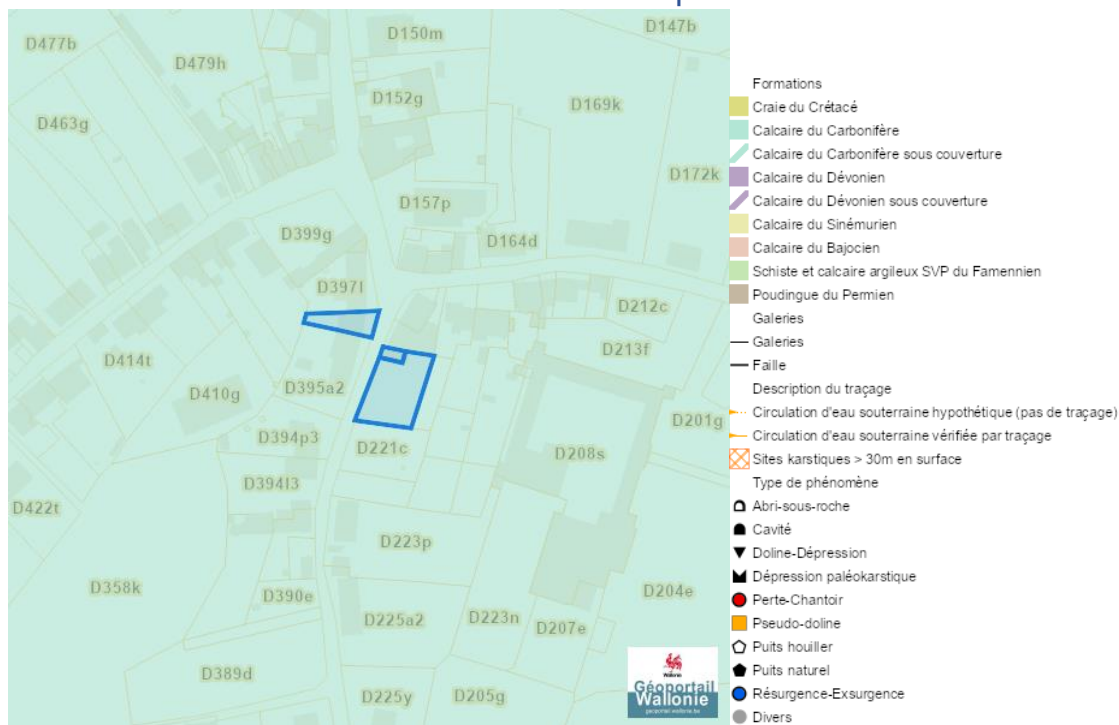 D477b
D479h
D150m
D147b
D152g
D169k
D463g
D172k
D157p
D399g
D164d
D397l
D212c
D213f
D414t
D410g
D395a2
D201g
D394p3
D221c
D208s
D394l3
D422t
D223p
D358k
D390e
D204e
D225a2
D223n
D207e
D389d
D225y
D205g
Wallonie
Géoportail
Wallonie
geoportail.wallonie.be
Formations
Craie du Crétacé
Calcaire du Carbonifère
Calcaire du Carbonifère sous couverture
Calcaire du Dévonien
Calcaire du Dévonien sous couverture
Calcaire du Sinémurien
Calcaire du Bajocien
Schiste et calcaire argileux SVP du Famennien
Poudingue du Permien
Galeries
Galeries
Faille
Description du traçage
Circulation d'eau souterraine hypothétique (pas de traçage)
Circulation d'eau souterraine vérifiée par traçage
Sites karstiques > 30m en surface
Type de phénomène
Abri-sous-roche
Cavité
Doline-Dépression
Dépression paléokarstique
Perte-Chantoir
Pseudo-doline
Puits houiller
Puits naturel
Résurgence-Exsurgence
Divers